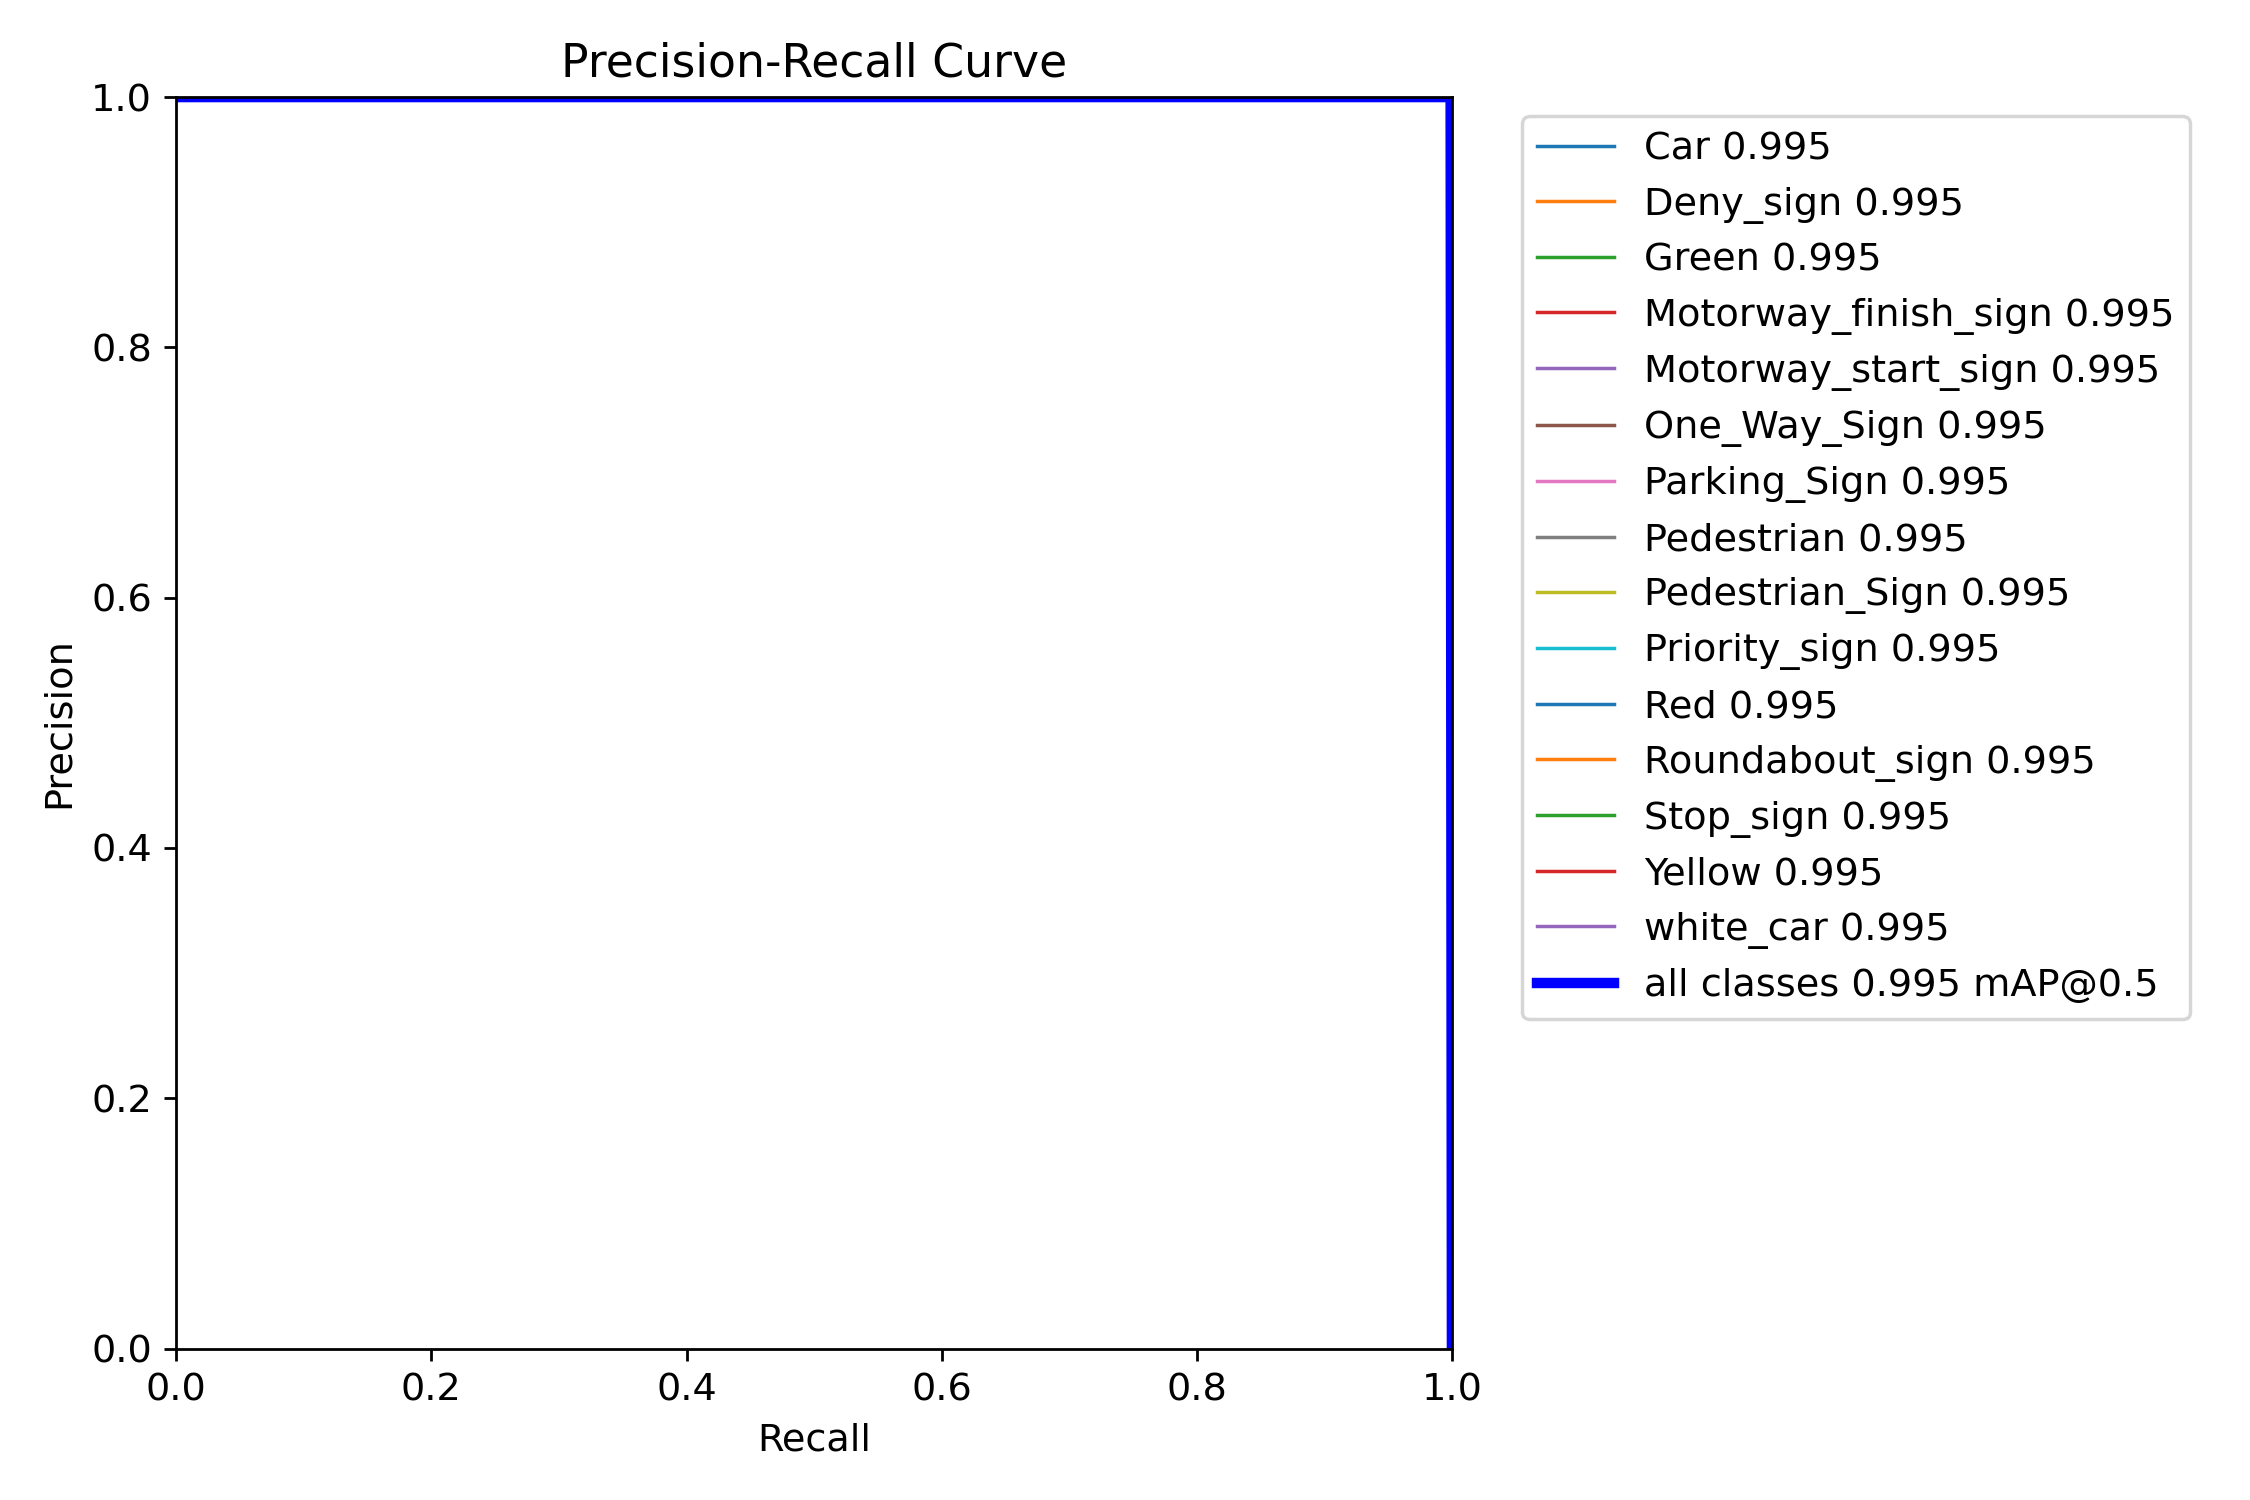 Precision-Recall Curve
1.0
0.8
0.6
0.4
0.2
0.0
Precision
0.0 0.2 0.4 0.6 0.8 1.0
Recall
Car 0.995
Deny_sign 0.995
Green 0.995
Motorway_finish_sign 0.995
Motorway_start_sign 0.995
One_Way_Sign 0.995
Parking_Sign 0.995
Pedestrian 0.995
Pedestrian_Sign 0.995
Priority_sign 0.995
Red 0.995
Roundabout_sign 0.995
Stop_sign 0.995
Yellow 0.995
white_car 0.995
all classes 0.995 mAP@0.5